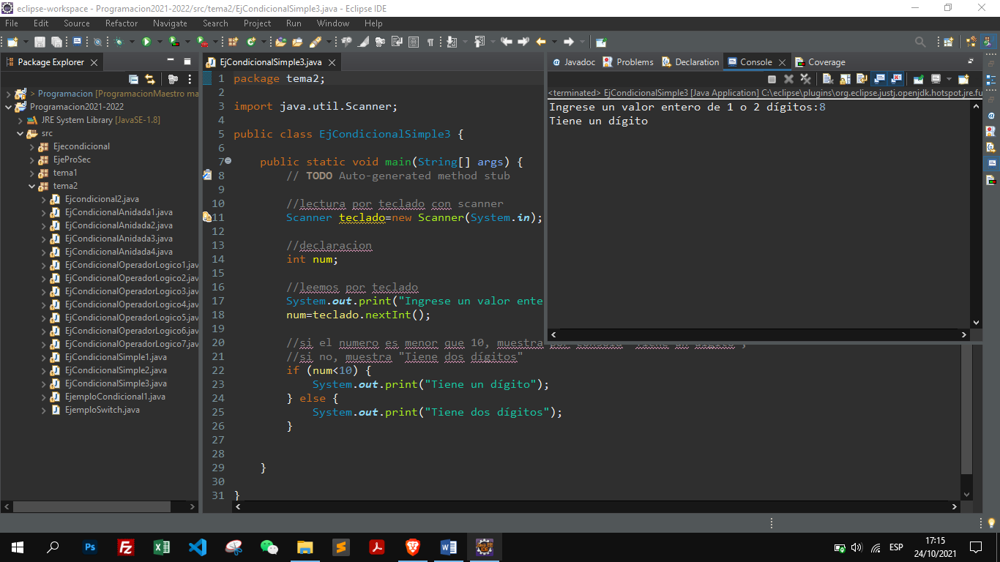 eclipse-workspace - Programacion2021-2022/src/tema2/EjCondicionalSimple3.java - Eclipse IDE
File Edit Source Refactor Navigate Search Project Run Window Help
Package Explorer
> Programacion [ProgramacionMaestro ma
Programacion2021-2022
JRE System Library [JavaSE-1.8]
src
Ejecondicional
EjeProSec
tema1
tema2
Ejcondicional2.java
EjCondicionalAnidada1.java
EjCondicionalAnidada2.java
EjCondicionalAnidada3.java
EjCondicionalAnidada4.java
EjCondicionalOperadorLogico1.jav
EjCondicionalOperadorLogico2.jav
EjCondicionalOperadorLogico3.jav
EjCondicionalOperadorLogico4.jav
EjCondicionalOperadorLogico5.jav
EjCondicionalOperadorLogico6.jav
EjCondicionalOperadorLogico7.jav
EjCondicionalSimple1.java
EjCondicionalSimple2.java
EjCondicionalSimple3.java
EjemploCondicional1.java
EjemploSwitch.java
EjCondicionalSimple3.java
1 package tema2;
2
3 import java.util.Scanner;
4
5 public class EjCondicionalSimple3 {
6
7 public static void main(String[] args) {
8 // TODO Auto-generated method stub
9
10 //lectura por teclado con scanner
11 Scanner teclado=new Scanner(System.in);
12
13 //declaracion
14 int num;
15
16 //leemos por teclado
17 System.out.print("Ingrese un valor ente
18 num=teclado.nextInt();
19
20 //si el numero es menor que 10, muestra por consola "Tiene un dígito",
21 //si no, muestra "Tiene dos dígitos"
22 if (num<10) {
23 System.out.print("Tiene un dígito");
24 } else {
25 System.out.print("Tiene dos dígitos");
26 }
27
28
29 }
30
31 }
Javadoc Problems Declaration Console Coverage
<terminated> EjCondicionalSimple3 [Java Application] C:\eclipse\plugins\org.eclipse.justj.openjdk.hotspot.jre.fu
Ingrese un valor entero de 1 o 2 dígitos:8
Tiene un dígito
ESP
17:15
24/10/2021